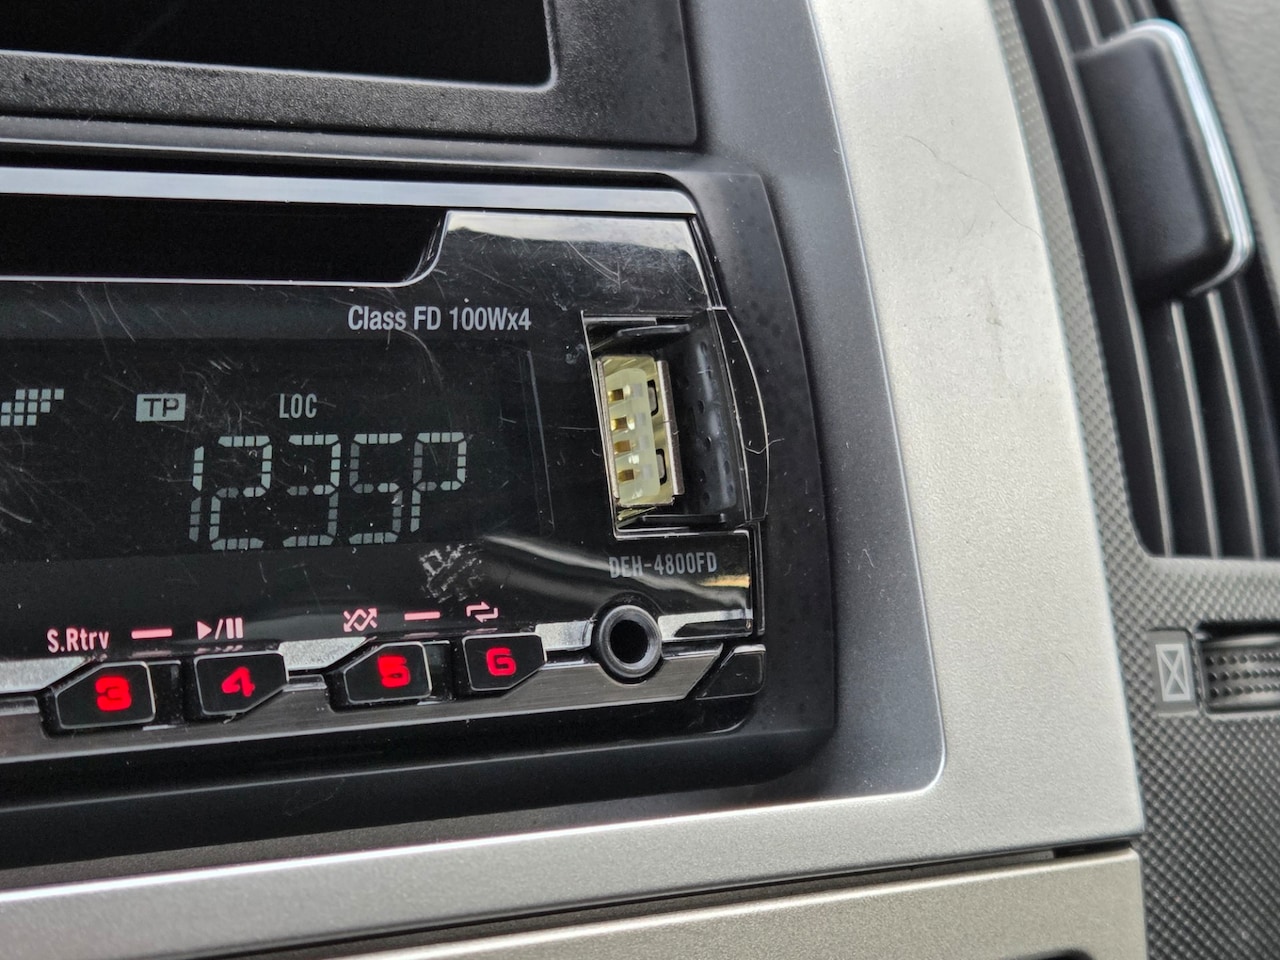 Class FD 100Wx4
TP LOC
1235P
DEH-4800FD
S.Rtrv
3 4 5 6